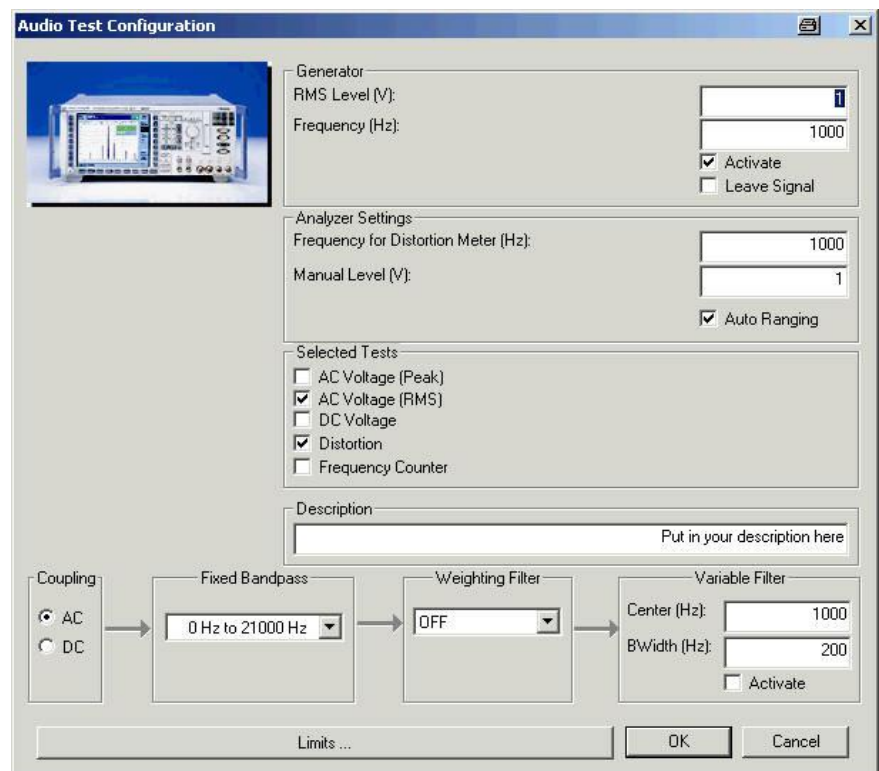 Audio Test Configuration
Generator
RMS Level (V):
1
Frequency (Hz):
1000
Activate
Leave Signal
Analyzer Settings
Frequency for Distortion Meter (Hz):
1000
Manual Level (V):
1
Auto Ranging
Selected Tests
AC Voltage (Peak)
AC Voltage (RMS)
DC Voltage
Distortion
Frequency Counter
Description
Put in your description here
Coupling
AC
DC
Fixed Bandpass
0 Hz to 21000 Hz
Weighting Filter
OFF
Variable Filter
Center (Hz):
1000
BWidth (Hz):
200
Activate
Limits ...
OK
Cancel